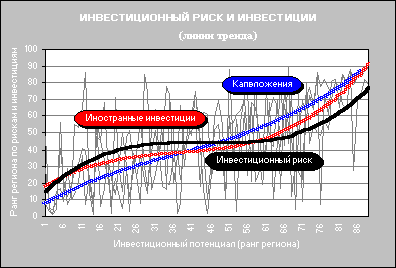 ИНВЕСТИЦИОННЫЙ РИСК И ИНВЕСТИЦИИ
(линии тренда)
Ранг региона по рискам и инвестициям
100
90
80
70
60
50
40
30
20
10
0
Капвложения
Иностранные инвестиции
Инвестиционный риск
1 6 11 16 21 26 31 36 41 46 51 56 61 66 71 76 81 86
Инвестиционный потенциал (ранг региона)